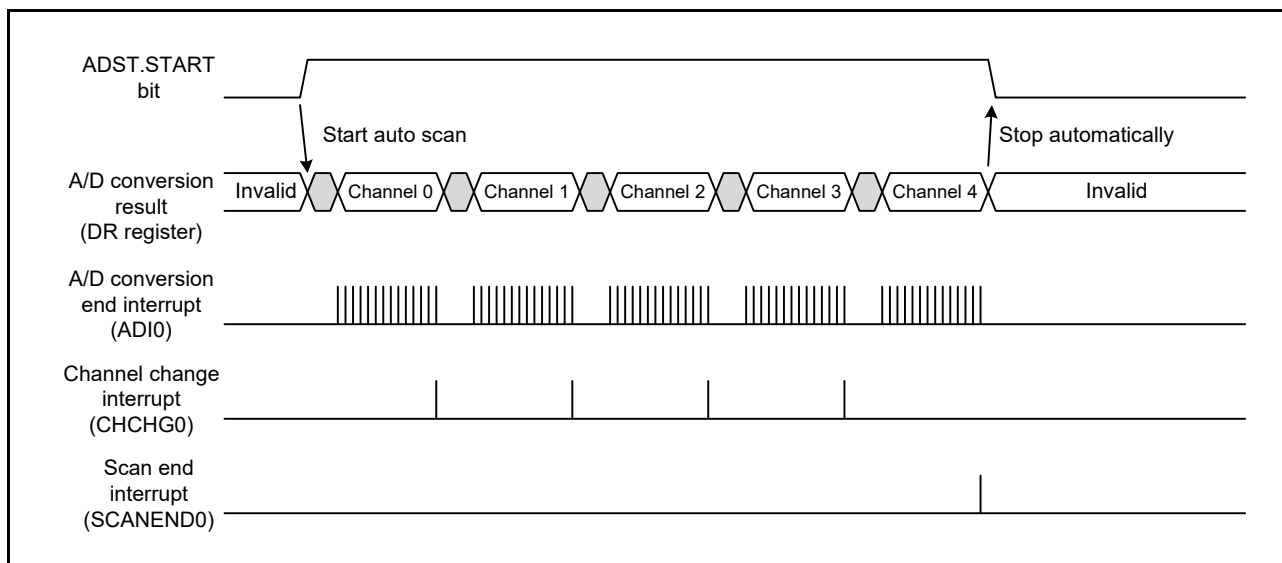 ADST.START
bit
Start auto scan
Stop automatically
A/D conversion
result
(DR register)
Invalid
Channel 0
Channel 1
Channel 2
Channel 3
Channel 4
Invalid
A/D conversion
end interrupt
(ADI0)
Channel change
interrupt
(CHCHG0)
Scan end
interrupt
(SCANEND0)